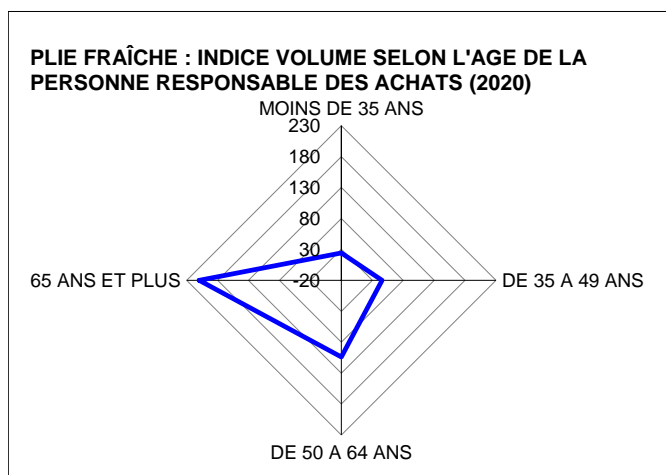 PLIE FRAÎCHE : INDICE VOLUME SELON L'AGE DE LA
PERSONNE RESPONSABLE DES ACHATS (2020)
MOINS DE 35 ANS
230
180
130
80
30
-20
65 ANS ET PLUS
DE 35 A 49 ANS
DE 50 A 64 ANS